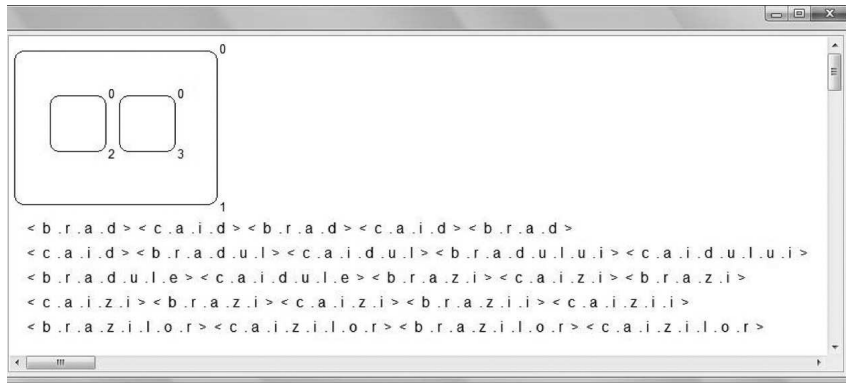 0
0 0
2 3
1
< b . r . a . d > < c . a . i . d > < b . r . a . d > < c . a . i . d > < b . r . a . d >
< c . a . i . d > < b . r . a . d . u . l > < c . a . i . d . u . l > < b . r . a . d . u . l . u . i > < c . a . i . d . u . l . u . i >
< b . r . a . d . u . l . e > < c . a . i . d . u . l . e > < b . r . a . z . i > < c . a . i . z . i > < b . r . a . z . i >
< c . a . i . z . i > < b . r . a . z . i > < c . a . i . z . i > < b . r . a . z . i . i > < c . a . i . z . i . i >
< b . r . a . z . i . l . o . r > < c . a . i . z . i . l . o . r > < b . r . a . z . i . l . o . r > < c . a . i . z . i . l . o . r >